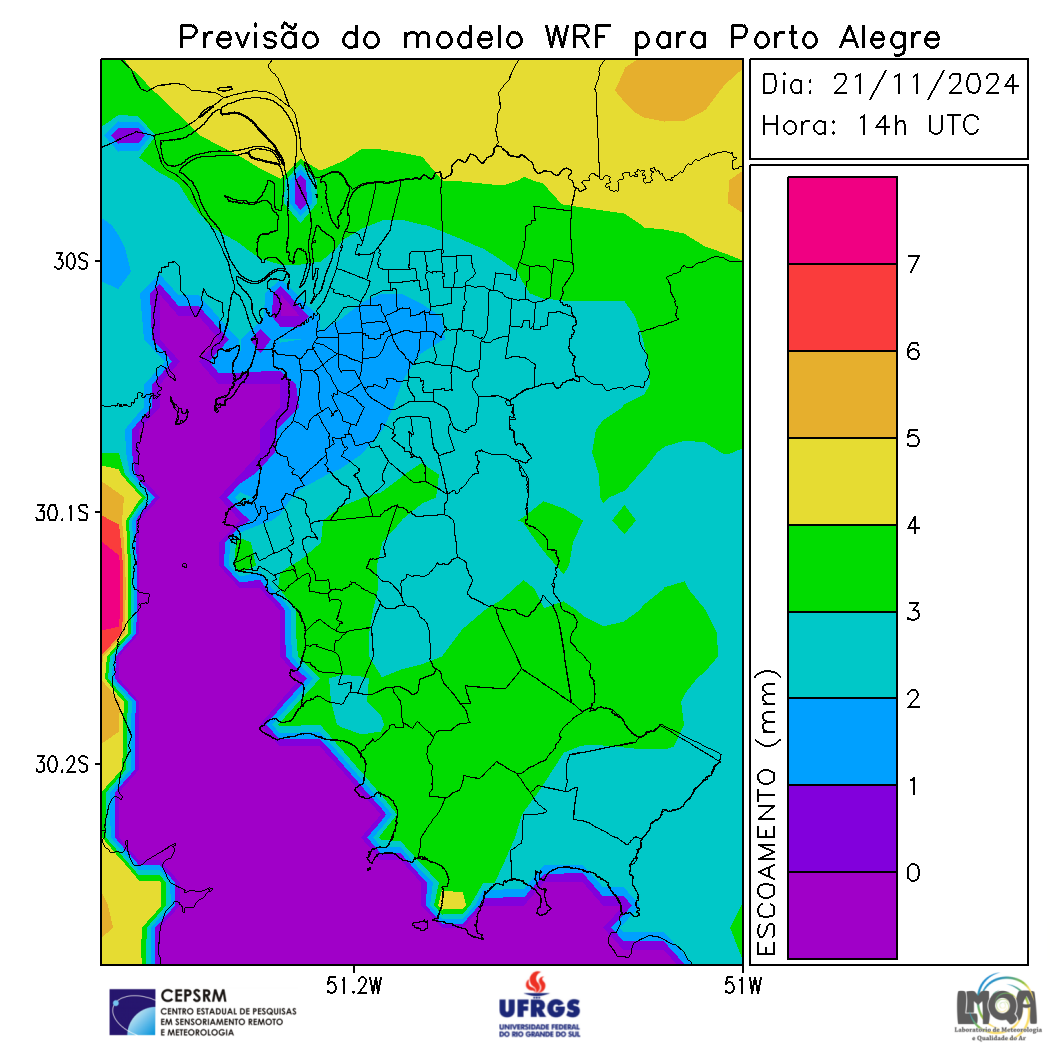 Previsão do modelo WRF para Porto Alegre
Dia: 21/11/2024
Hora: 14h UTC
30S
30.1S
30.2S
51.2W
51W
7
6
5
4
3
2
1
0
ESCOAMENTO (mm)
CEPSRM
CENTRO ESTADUAL DE PESQUISAS
EM SENSORIAMENTO REMOTO
E METEOROLOGIA
UFRGS
UNIVERSIDADE FEDERAL
DO RIO GRANDE DO SUL
LMQA
Laboratório de Meteorologia
e Qualidade do Ar